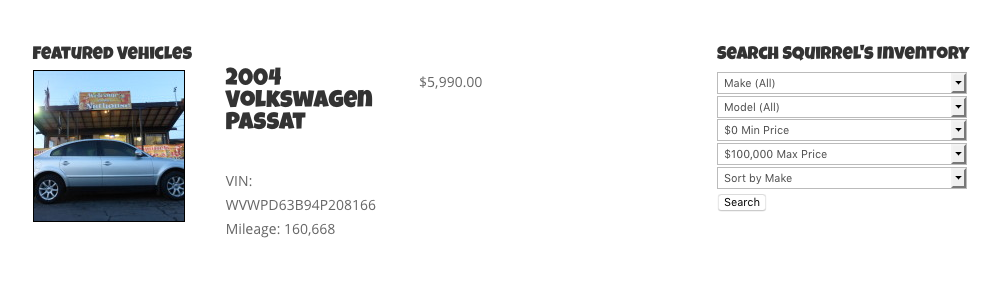 Featured Vehicles
2004
Volkswagen
Passat
$5,990.00
VIN:
WVWPD63B94P208166
Mileage: 160,668
Search Squirrel's Inventory
Make (All)
Model (All)
$0 Min Price
$100,000 Max Price
Sort by Make
Search
Welcome